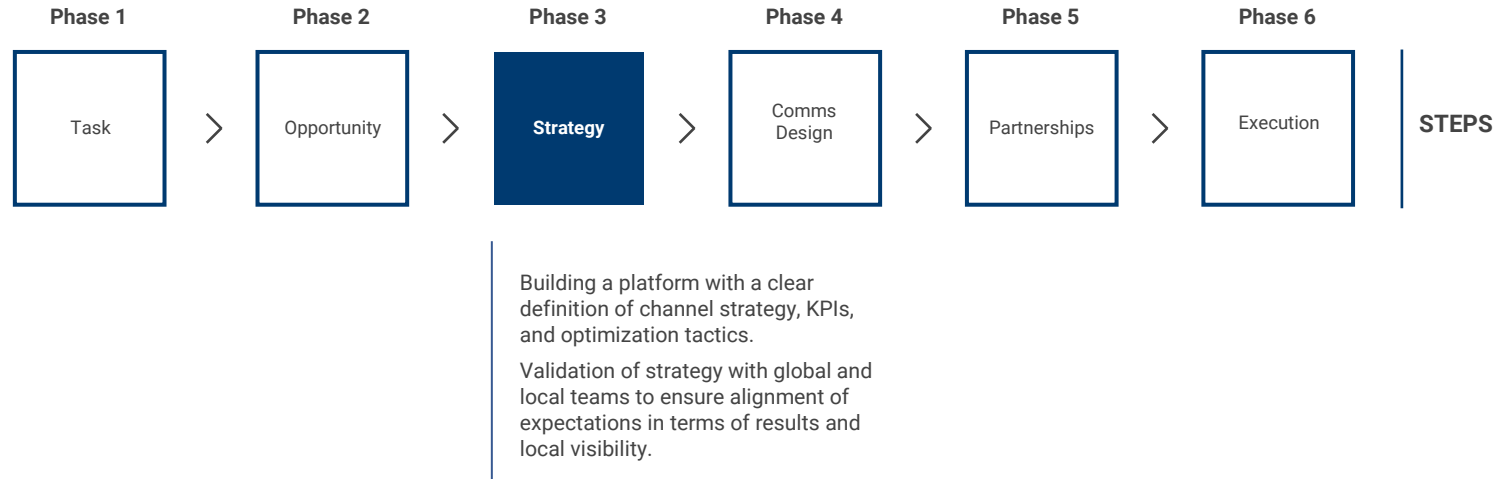 Phase 1
Phase 2
Phase 3
Phase 4
Phase 5
Phase 6
Task
Opportunity
Strategy
Comms
Design
Partnerships
Execution
STEPS
Building a platform with a clear
definition of channel strategy, KPIs,
and optimization tactics.
Validation of strategy with global and
local teams to ensure alignment of
expectations in terms of results and
local visibility.